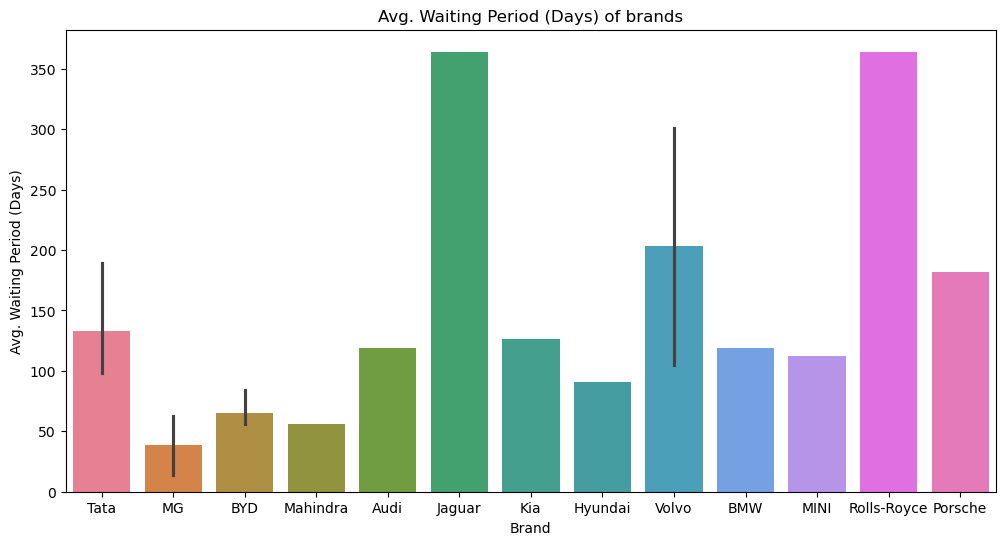 Avg. Waiting Period (Days) of brands
Avg. Waiting Period (Days)
350
300
250
200
150
100
50
0
Tata MG BYD Mahindra Audi Jaguar Kia Hyundai Volvo BMW MINI Rolls-Royce Porsche
Brand